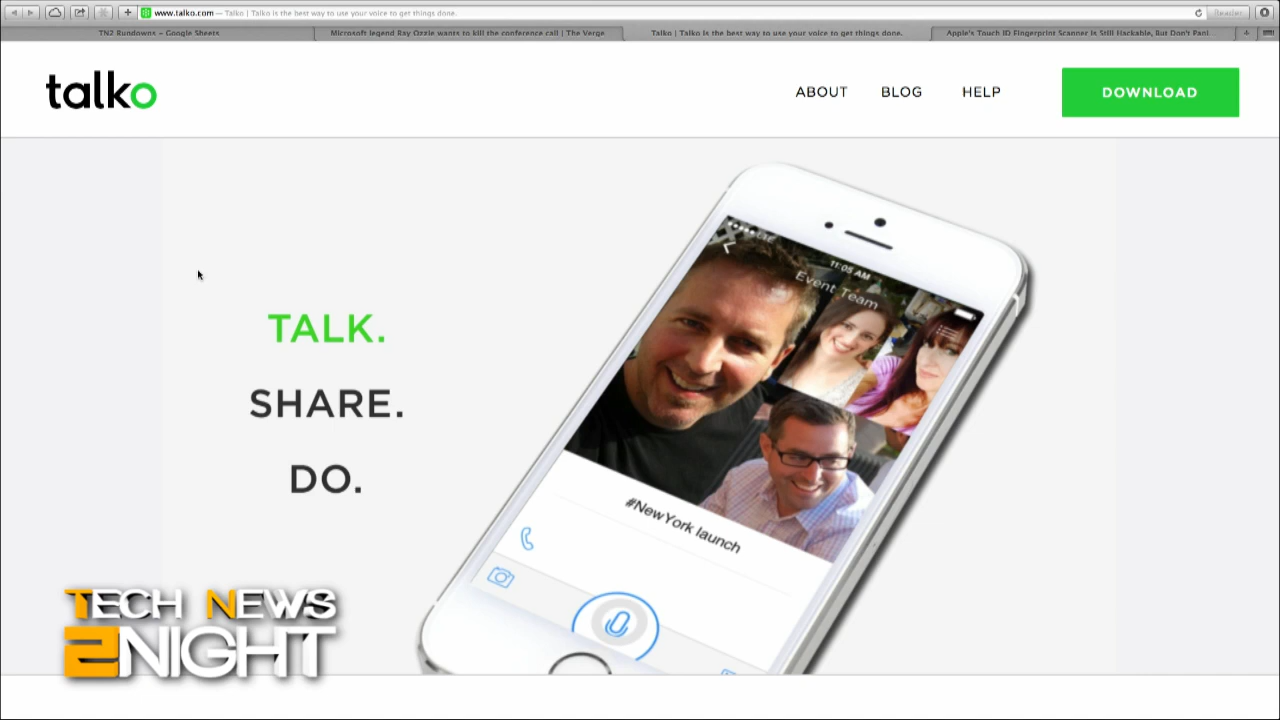 www.talko.com — Talko | Talko is the best way to use your voice to get things done.
Reader
TN2 Rundowns – Google Sheets
Microsoft legend Ray Ozzie wants to kill the conference call | The Verge
Talko | Talko is the best way to use your voice to get things done.
Apple's Touch ID Fingerprint Scanner Is Still Hackable, But Don't Pani...
talko
ABOUT
BLOG
HELP
DOWNLOAD
TALK.
SHARE.
DO.
LTE
11:05 AM
Event Team
#NewYork launch
TECH NEWS
2NIGHT